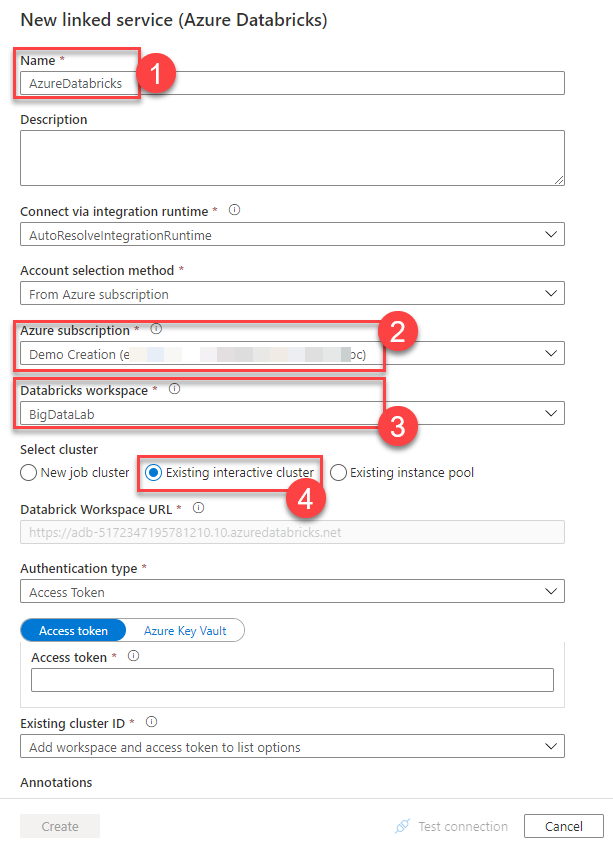 New linked service (Azure Databricks)
Name *
1
AzureDatabricks
Description
Connect via integration runtime *
AutoResolveIntegrationRuntime
Account selection method *
From Azure subscription
Azure subscription *
2
Demo Creation (e
oc)
Databricks workspace *
BigDataLab
3
Select cluster
New job cluster Existing interactive cluster Existing instance pool
4
Databrick Workspace URL *
https://adb-5172347195781210.10.azuredatabricks.net
Authentication type *
Access Token
Access token Azure Key Vault
Access token *
Existing cluster ID *
Add workspace and access token to list options
Annotations
Create Test connection Cancel